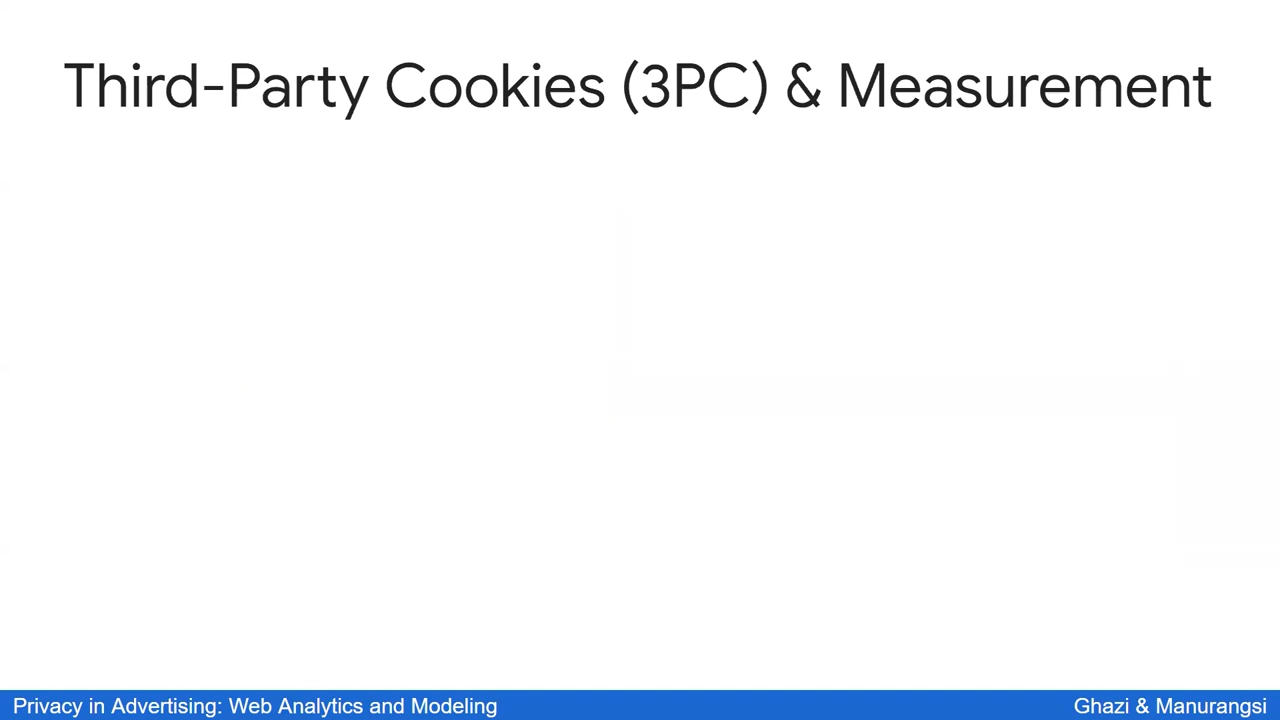 Third-Party Cookies (3PC) & Measurement
Privacy in Advertising: Web Analytics and Modeling
Ghazi & Manurangsi